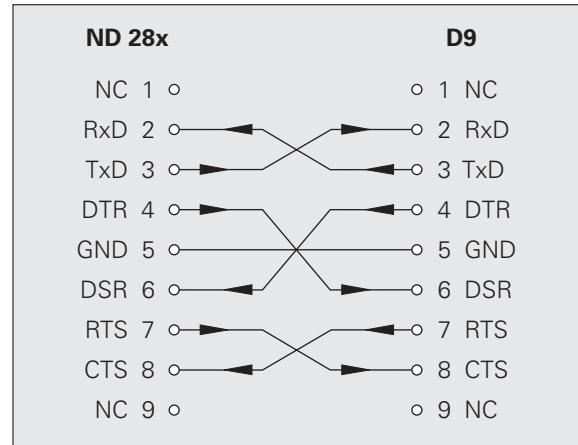 ND 28x D9
NC 1 1 NC
RxD 2 2 RxD
TxD 3 3 TxD
DTR 4 4 DTR
GND 5 5 GND
DSR 6 6 DSR
RTS 7 7 RTS
CTS 8 8 CTS
NC 9 9 NC